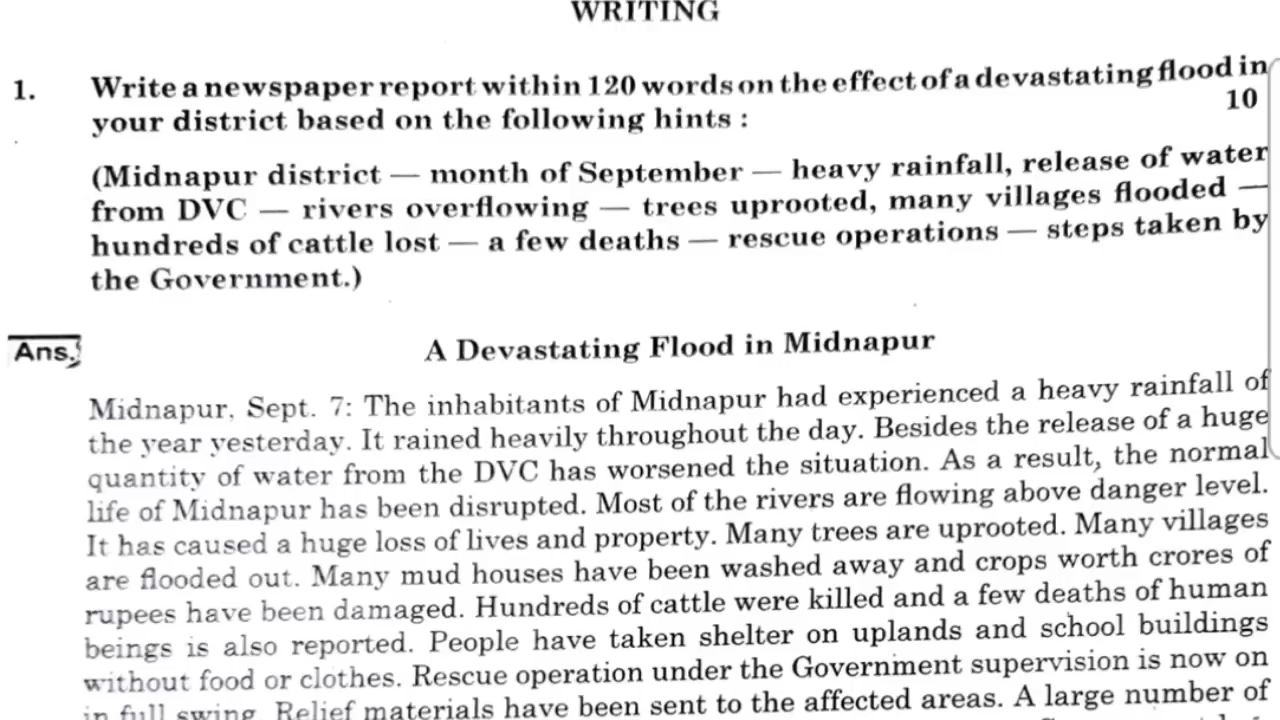 WRITING
1. Write a newspaper report within 120 words on the effect of a devastating flood in
your district based on the following hints : 10
(Midnapur district — month of September — heavy rainfall, release of water
from DVC — rivers overflowing — trees uprooted, many villages flooded —
hundreds of cattle lost — a few deaths — rescue operations — steps taken by
the Government.)
Ans. A Devastating Flood in Midnapur
Midnapur, Sept. 7: The inhabitants of Midnapur had experienced a heavy rainfall of
the year yesterday. It rained heavily throughout the day. Besides the release of a huge
quantity of water from the DVC has worsened the situation. As a result, the normal
life of Midnapur has been disrupted. Most of the rivers are flowing above danger level.
It has caused a huge loss of lives and property. Many trees are uprooted. Many villages
are flooded out. Many mud houses have been washed away and crops worth crores of
rupees have been damaged. Hundreds of cattle were killed and a few deaths of human
beings is also reported. People have taken shelter on uplands and school buildings
without food or clothes. Rescue operation under the Government supervision is now on
in full swing. Relief materials have been sent to the affected areas. A large number of